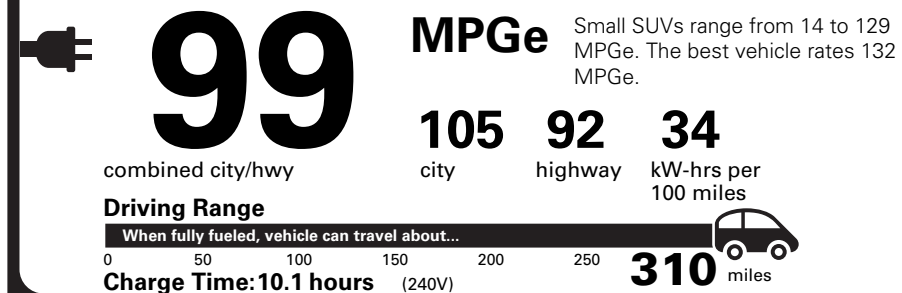 99
MPGe
Small SUVs range from 14 to 129
MPGe. The best vehicle rates 132
MPGe.
combined city/hwy
105
city
92
highway
34
kW-hrs per
100 miles
Driving Range
When fully fueled, vehicle can travel about...
0 50 100 150 200 250 310 miles
Charge Time: 10.1 hours (240V)